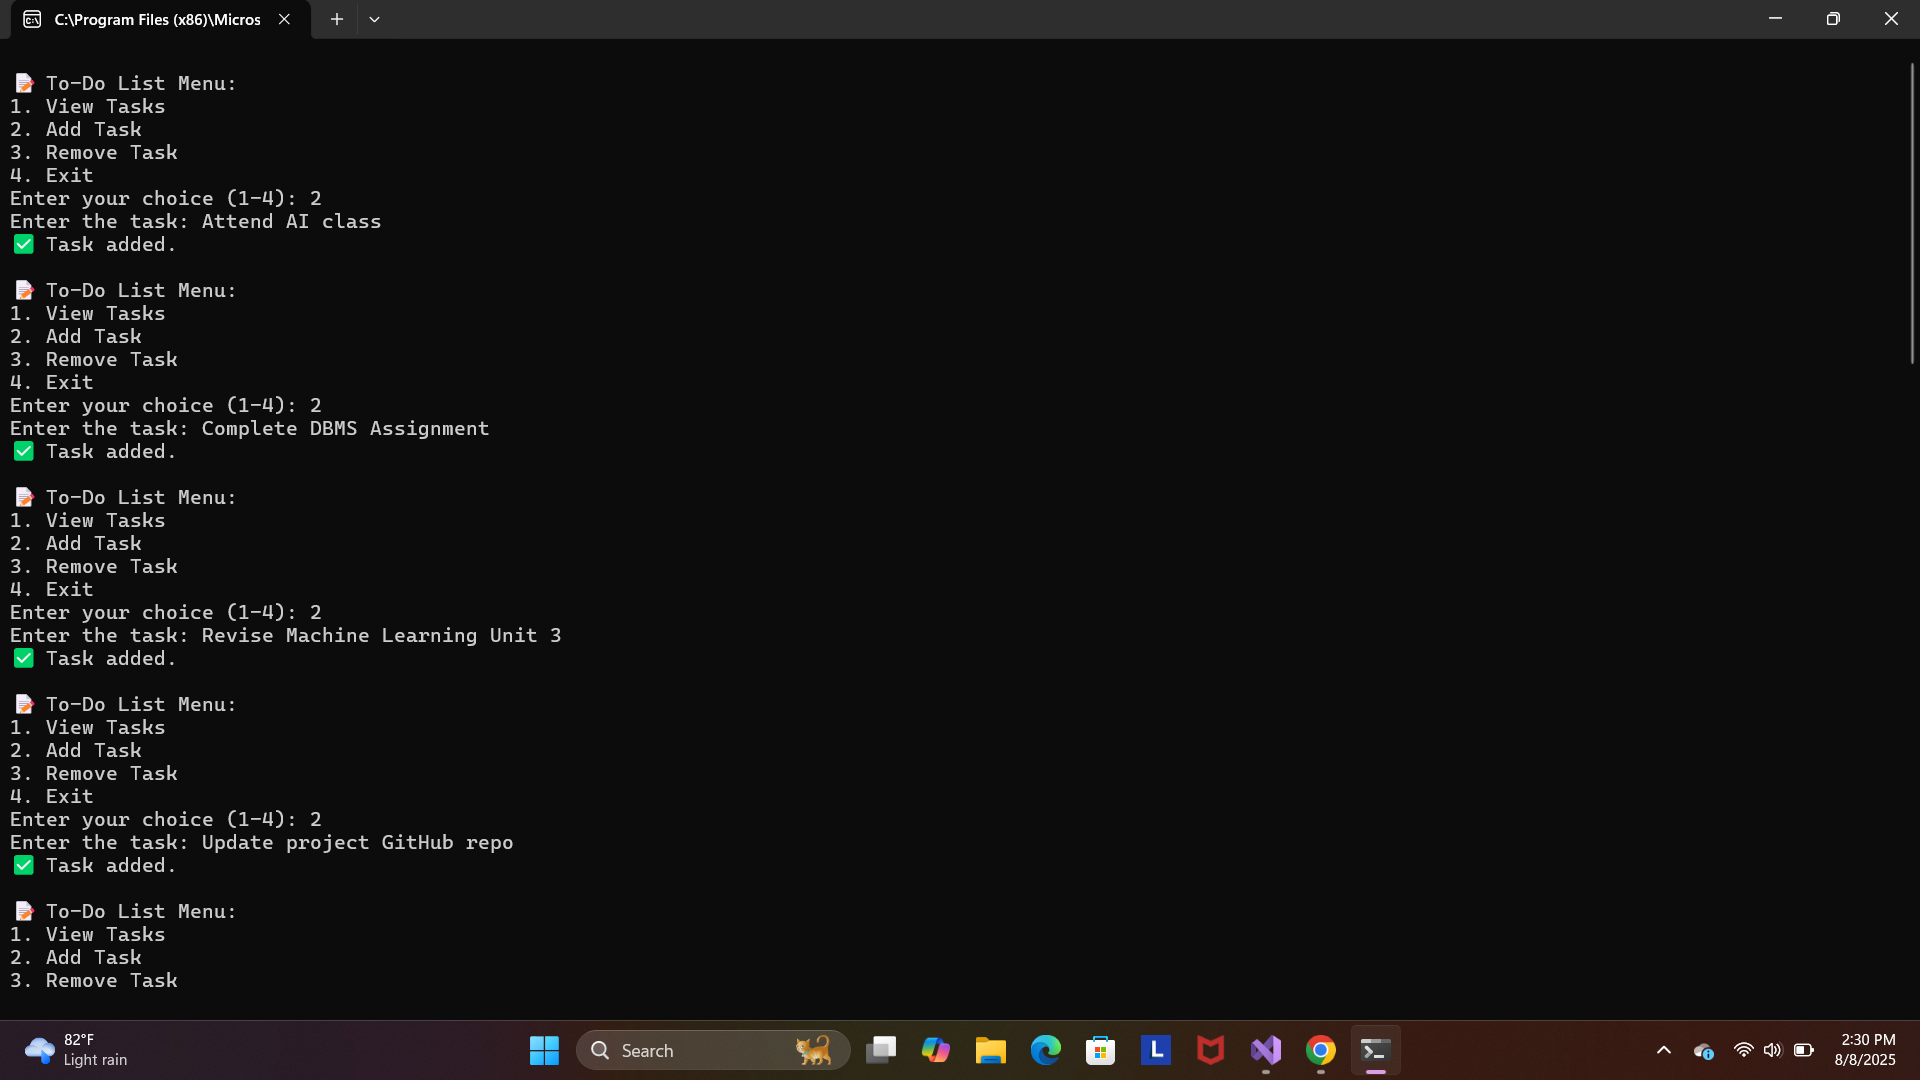 C:\Program Files (x86)\Micros
📝 To-Do List Menu:
1. View Tasks
2. Add Task
3. Remove Task
4. Exit
Enter your choice (1-4): 2
Enter the task: Attend AI class
✅ Task added.
📝 To-Do List Menu:
1. View Tasks
2. Add Task
3. Remove Task
4. Exit
Enter your choice (1-4): 2
Enter the task: Complete DBMS Assignment
✅ Task added.
📝 To-Do List Menu:
1. View Tasks
2. Add Task
3. Remove Task
4. Exit
Enter your choice (1-4): 2
Enter the task: Revise Machine Learning Unit 3
✅ Task added.
📝 To-Do List Menu:
1. View Tasks
2. Add Task
3. Remove Task
4. Exit
Enter your choice (1-4): 2
Enter the task: Update project GitHub repo
✅ Task added.
📝 To-Do List Menu:
1. View Tasks
2. Add Task
3. Remove Task
82°F
Light rain
Search
L
2:30 PM
8/8/2025